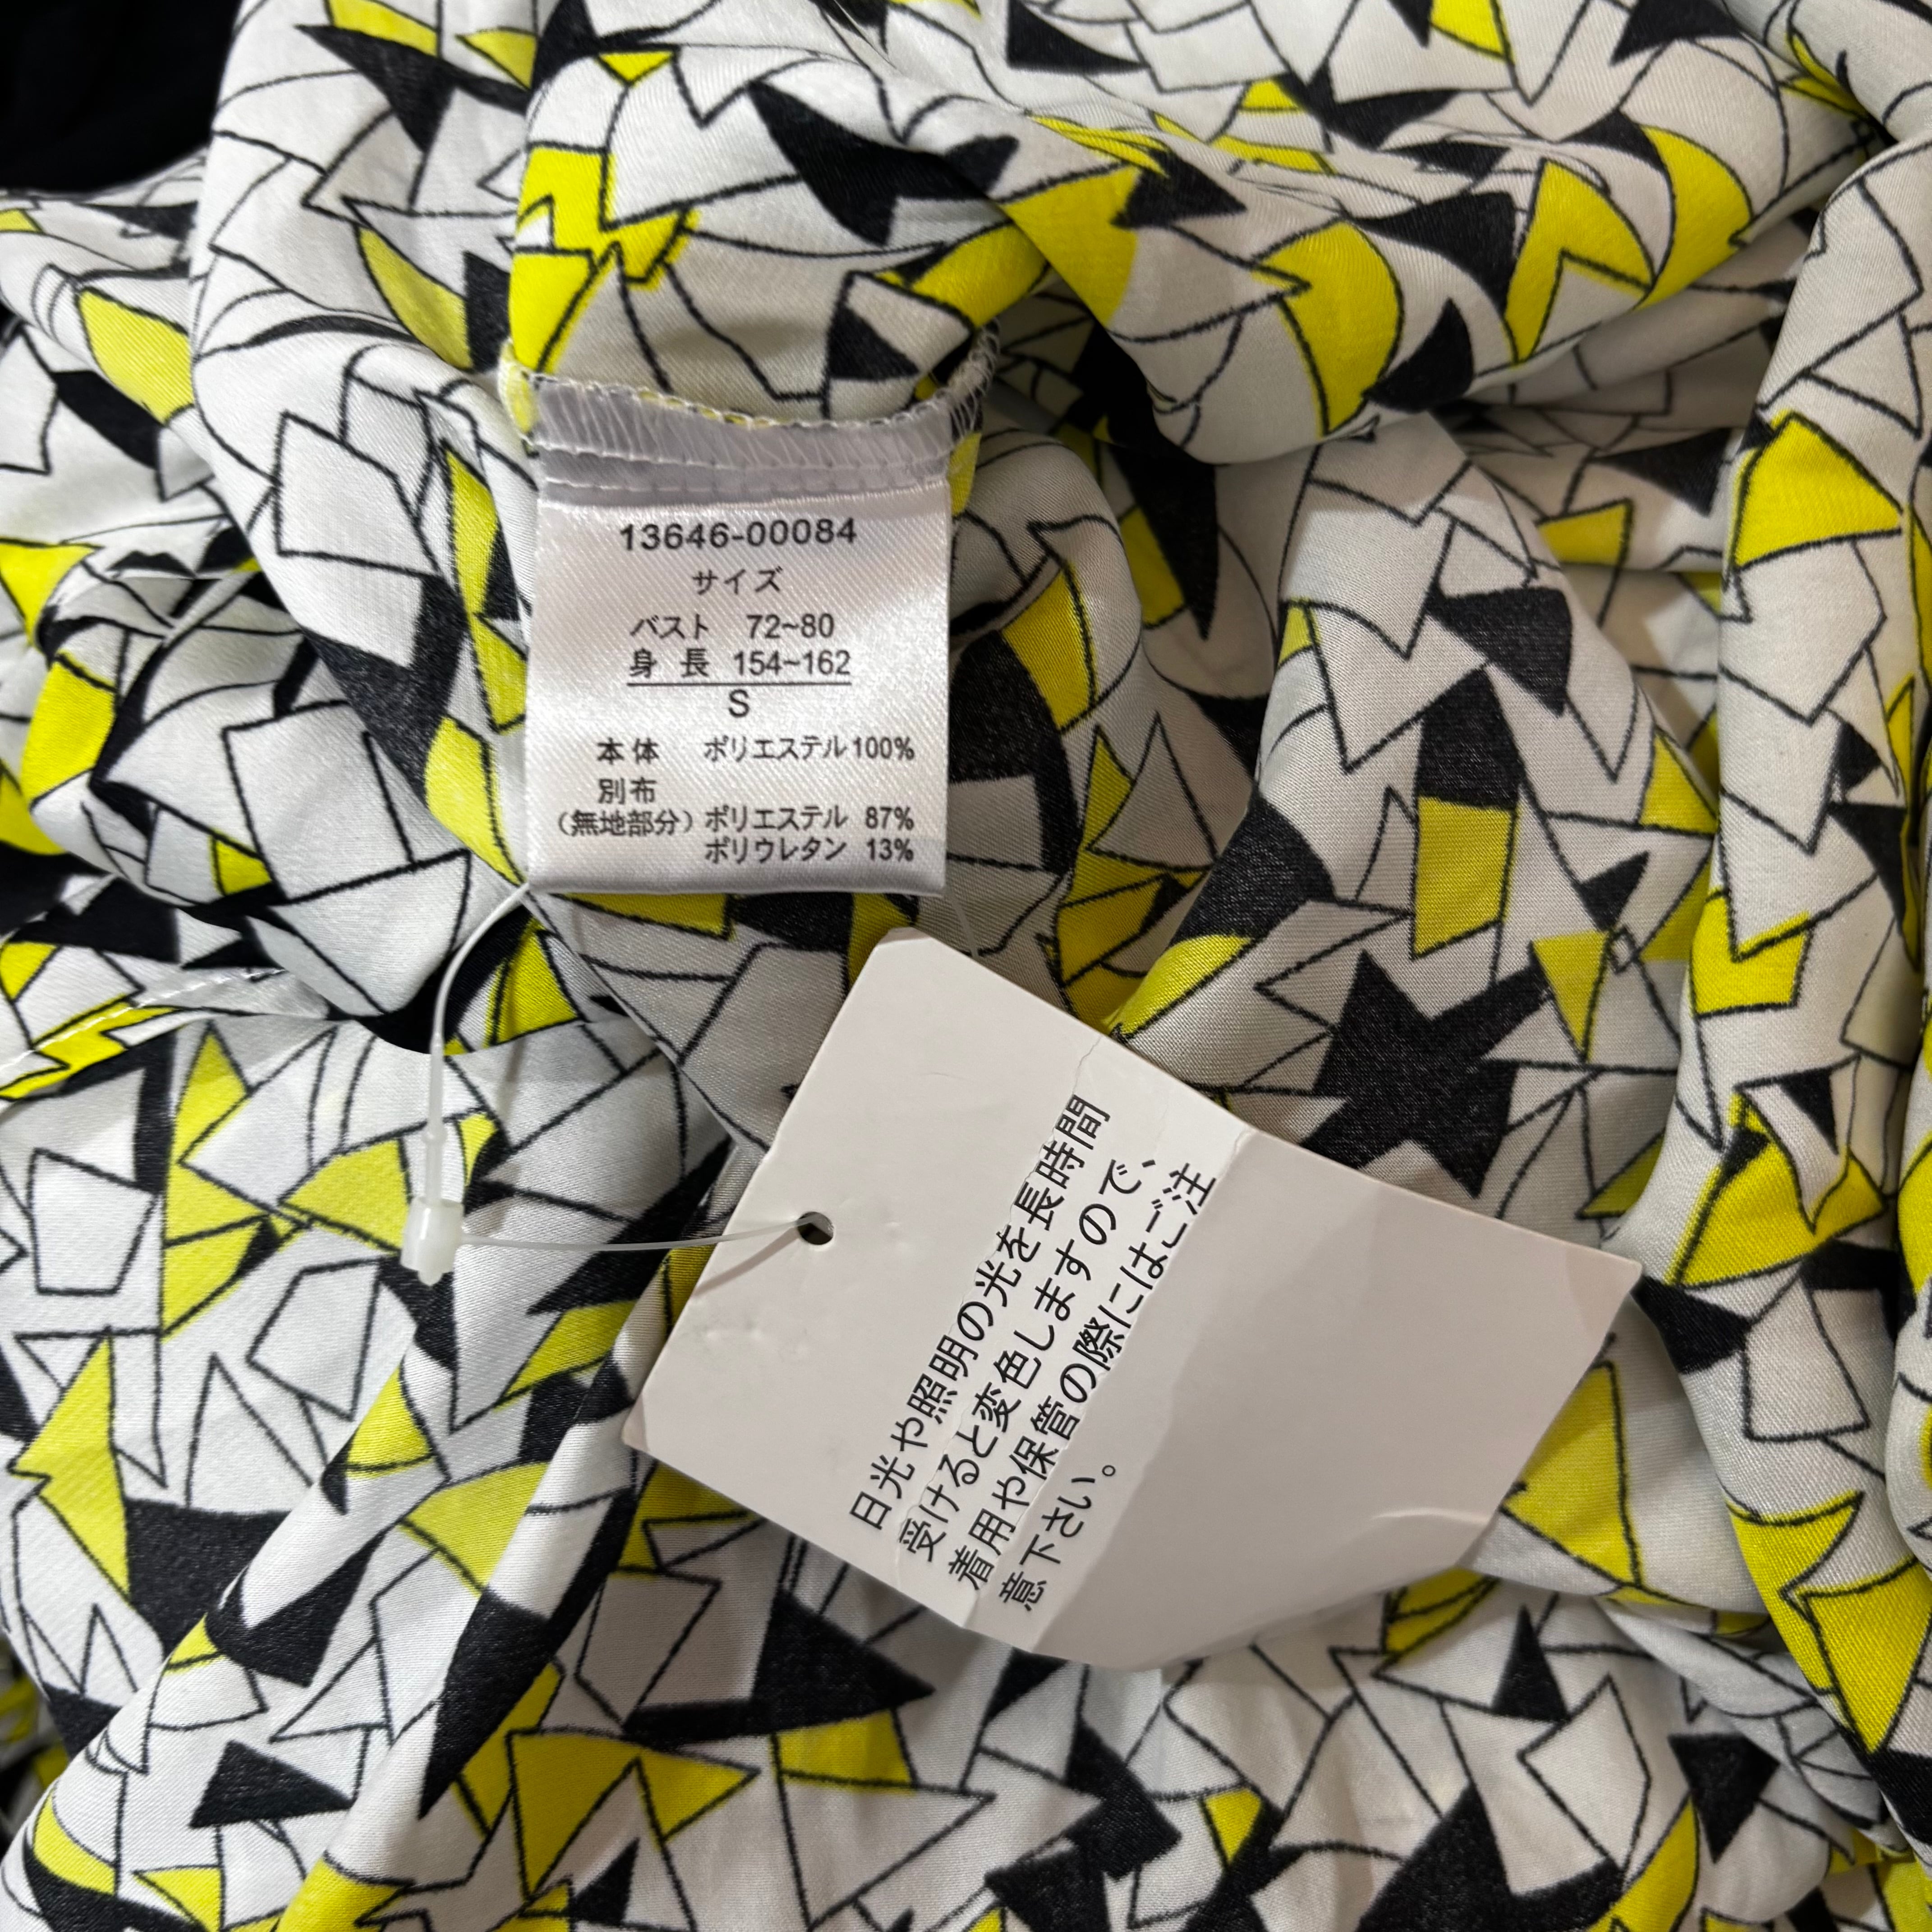 13646-00084
サイズ
バスト 72~80
身長 154~162
S
本体 ポリエステル100%
別布
(無地部分) ポリエステル 87%
ポリウレタン 13%
日光や照明の光を長時間
受けると変色しますので、
着用や保管の際にはご注
意下さい。